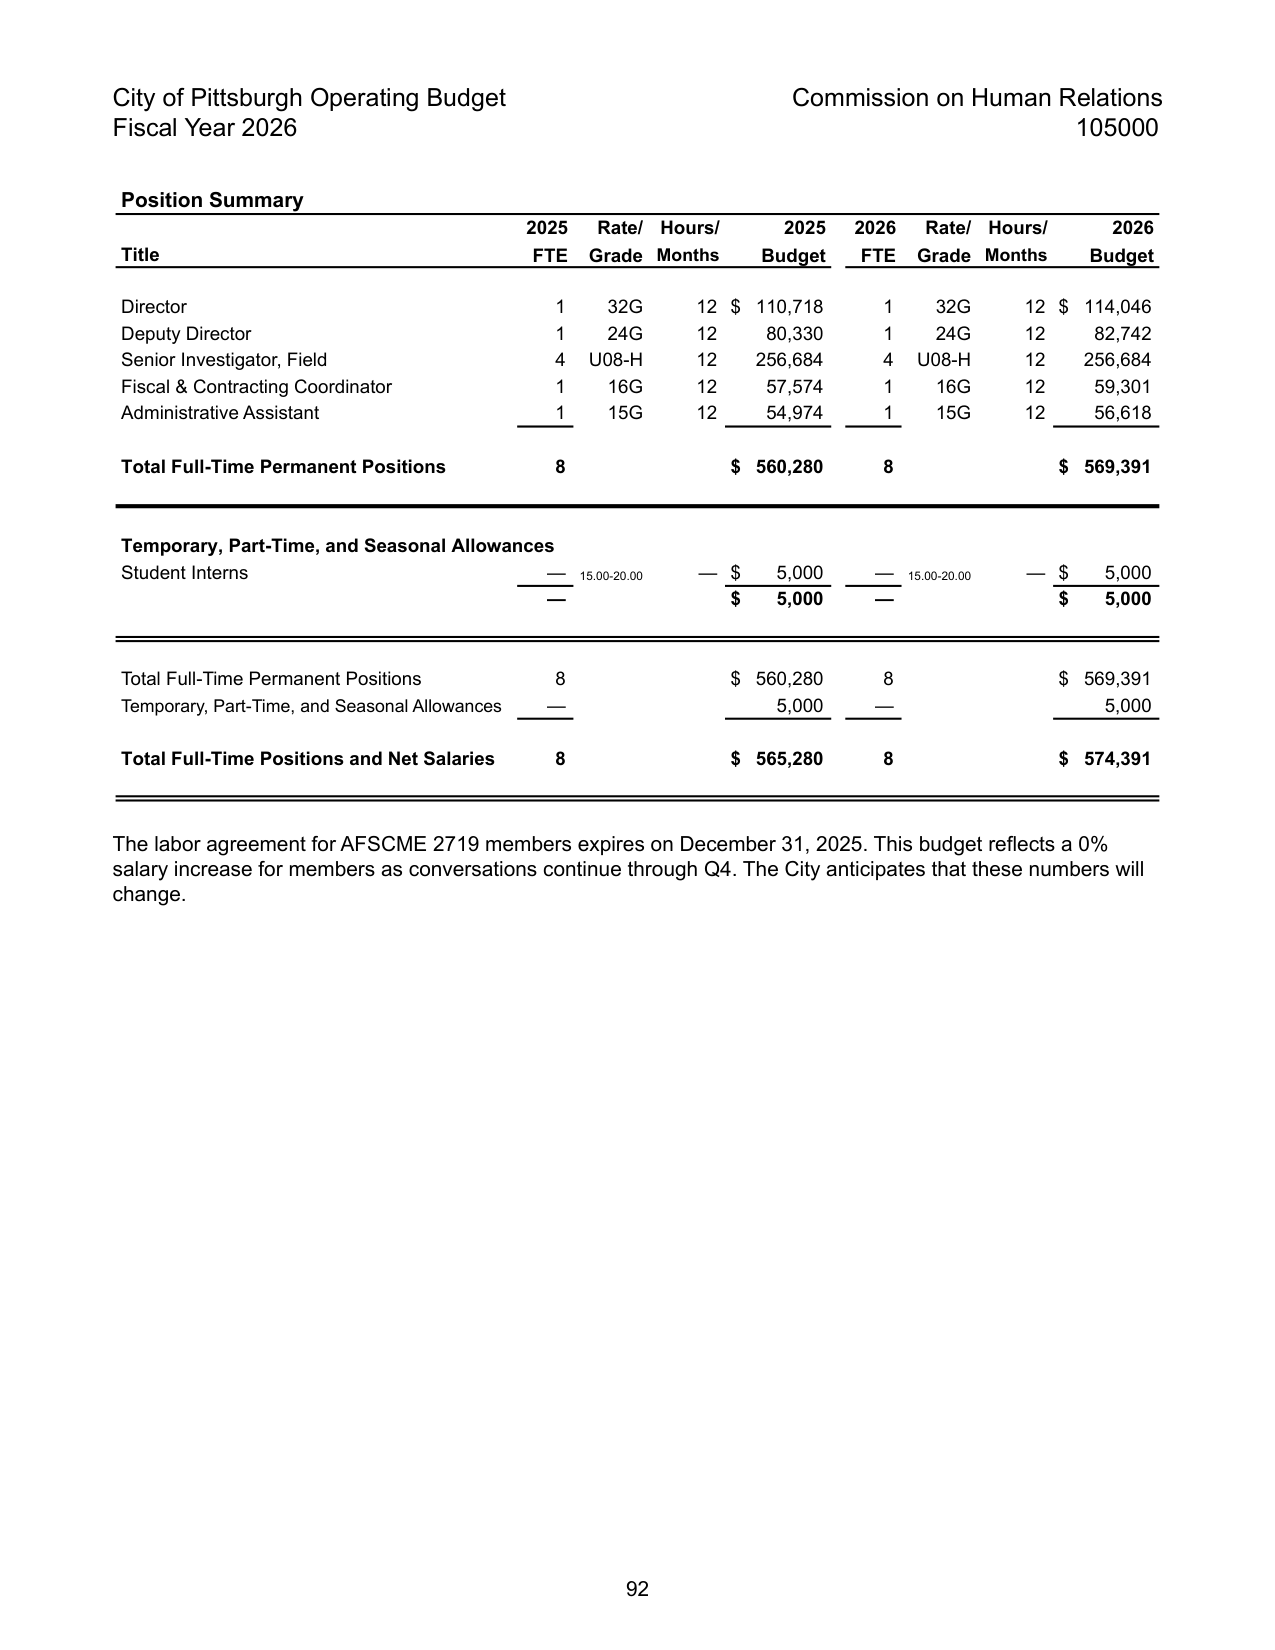 City of Pittsburgh Operating Budget Commission on Human Relations
Fiscal Year 2026 105000
Position Summary
2025 Rate/ Hours/ 2025 2026 Rate/ Hours/ 2026
Title FTE Grade Months Budget FTE Grade Months Budget
Director 1 32G 12 $ 110,718 1 32G 12 $ 114,046
Deputy Director 1 24G 12 80,330 1 24G 12 82,742
Senior Investigator, Field 4 U08-H 12 256,684 4 U08-H 12 256,684
Fiscal & Contracting Coordinator 1 16G 12 57,574 1 16G 12 59,301
Administrative Assistant 1 15G 12 54,974 1 15G 12 56,618
Total Full-Time Permanent Positions 8 $ 560,280 8 $ 569,391
Temporary, Part-Time, and Seasonal Allowances
Student Interns — 15.00-20.00 — $ 5,000 — 15.00-20.00 — $ 5,000
— $ 5,000 — $ 5,000
Total Full-Time Permanent Positions 8 $ 560,280 8 $ 569,391
Temporary, Part-Time, and Seasonal Allowances — 5,000 — 5,000
Total Full-Time Positions and Net Salaries 8 $ 565,280 8 $ 574,391
The labor agreement for AFSCME 2719 members expires on December 31, 2025. This budget reflects a 0%
salary increase for members as conversations continue through Q4. The City anticipates that these numbers will
change.
92